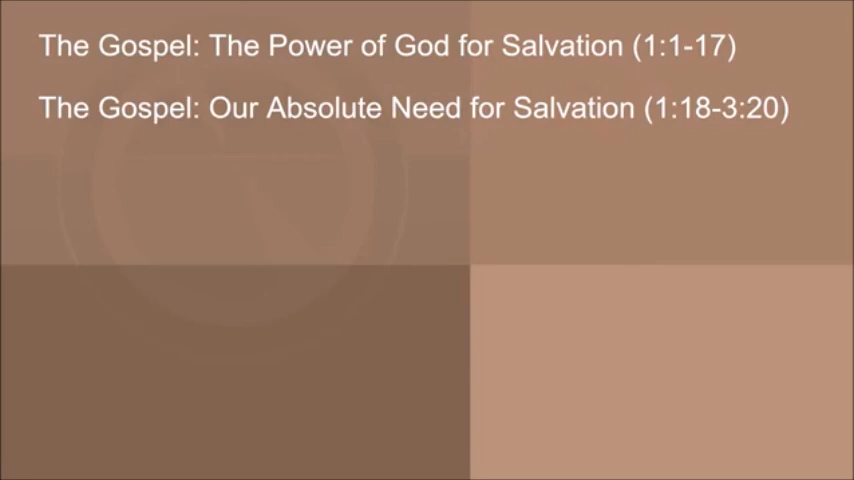 The Gospel: The Power of God for Salvation (1:1-17)
The Gospel: Our Absolute Need for Salvation (1:18-3:20)